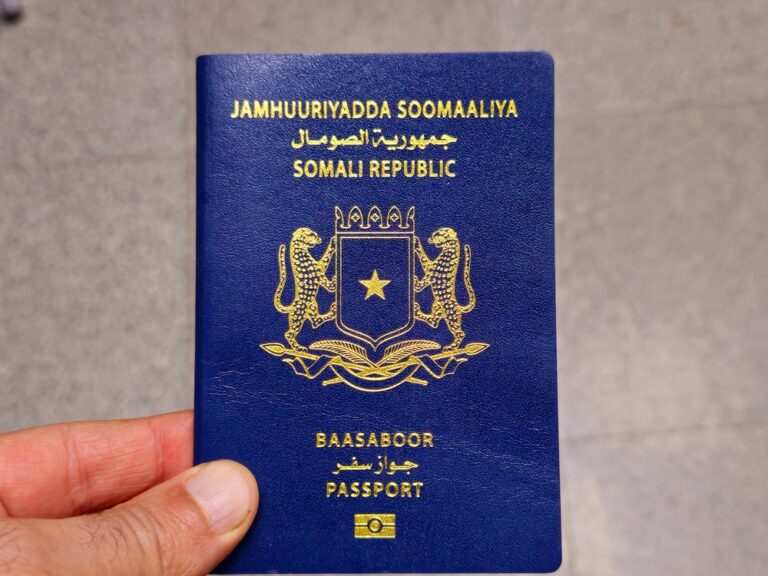 JAMHUURIYADDA SOOMAALIYA
جمهورية الصومال
SOMALI REPUBLIC
BAASABOOR
جواز سفر
PASSPORT